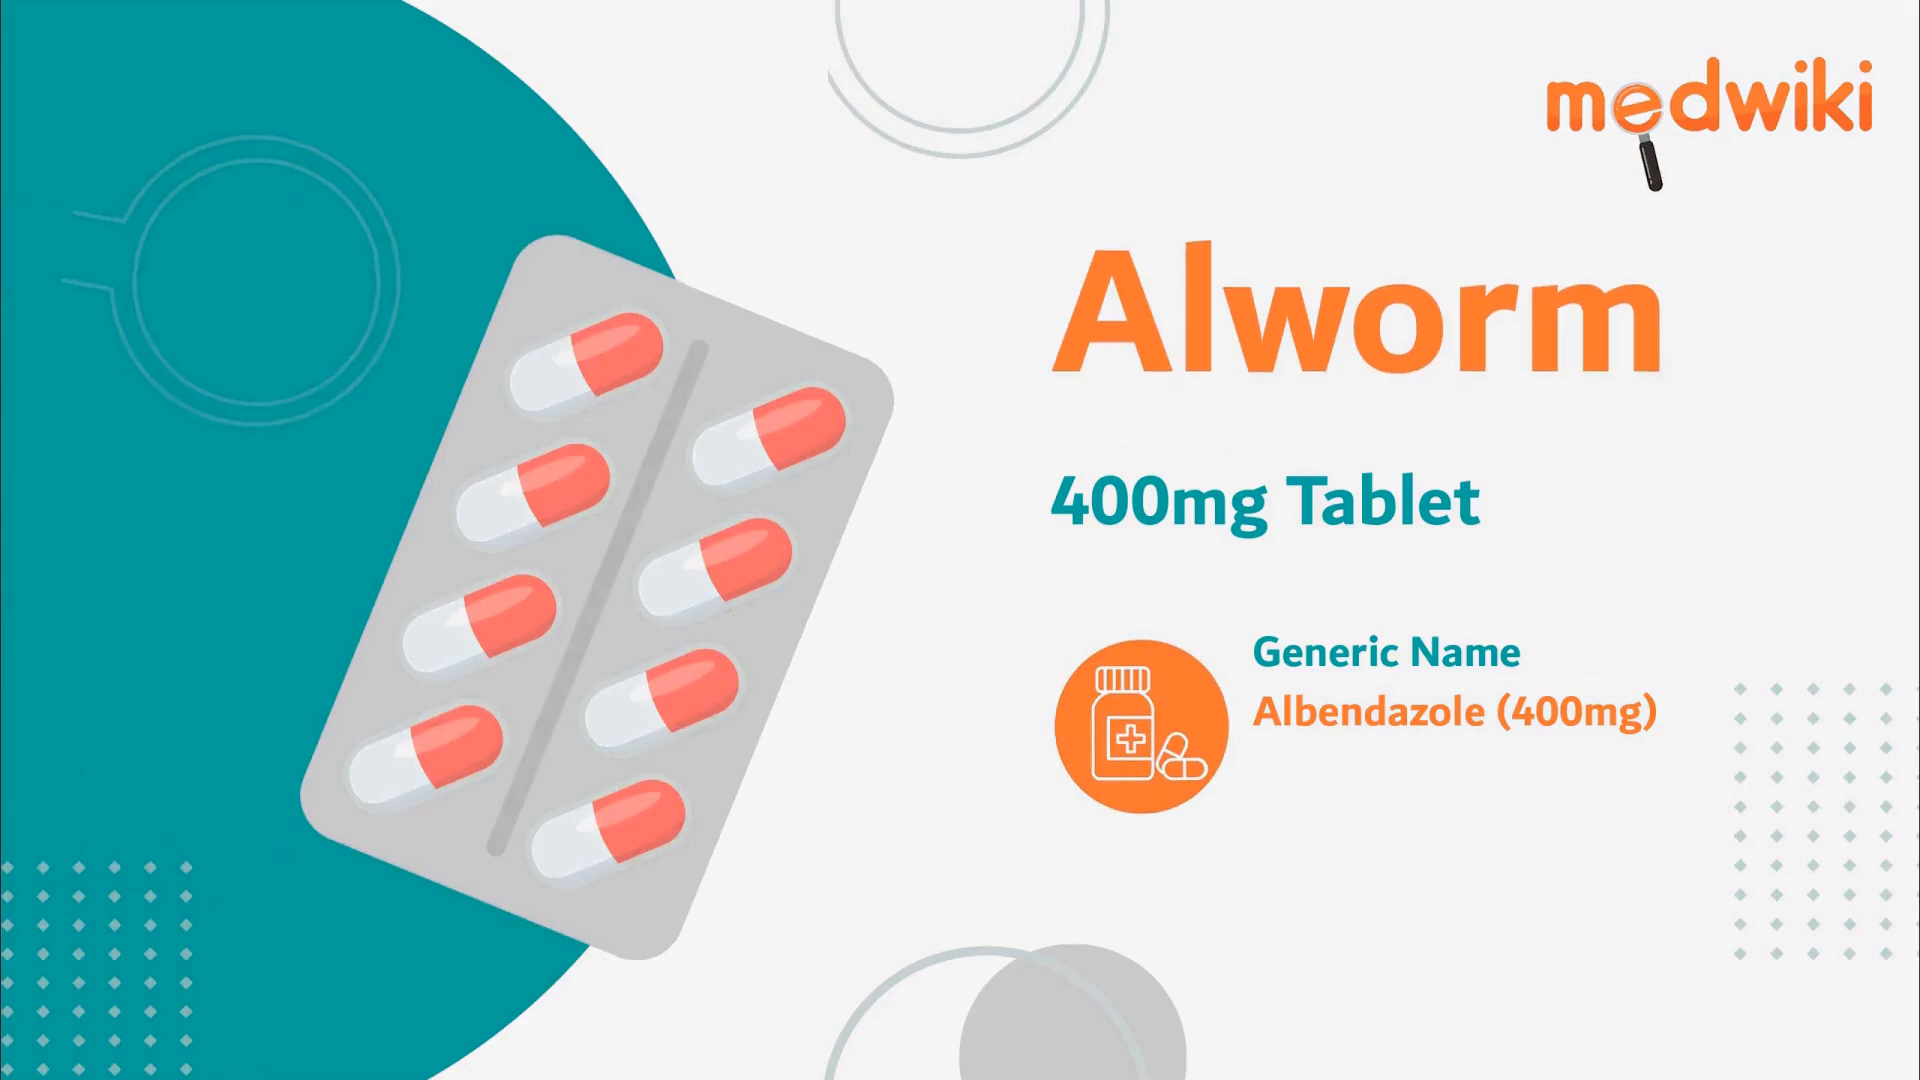 medwiki
Alworm
400mg Tablet
Generic Name
Albendazole (400mg)